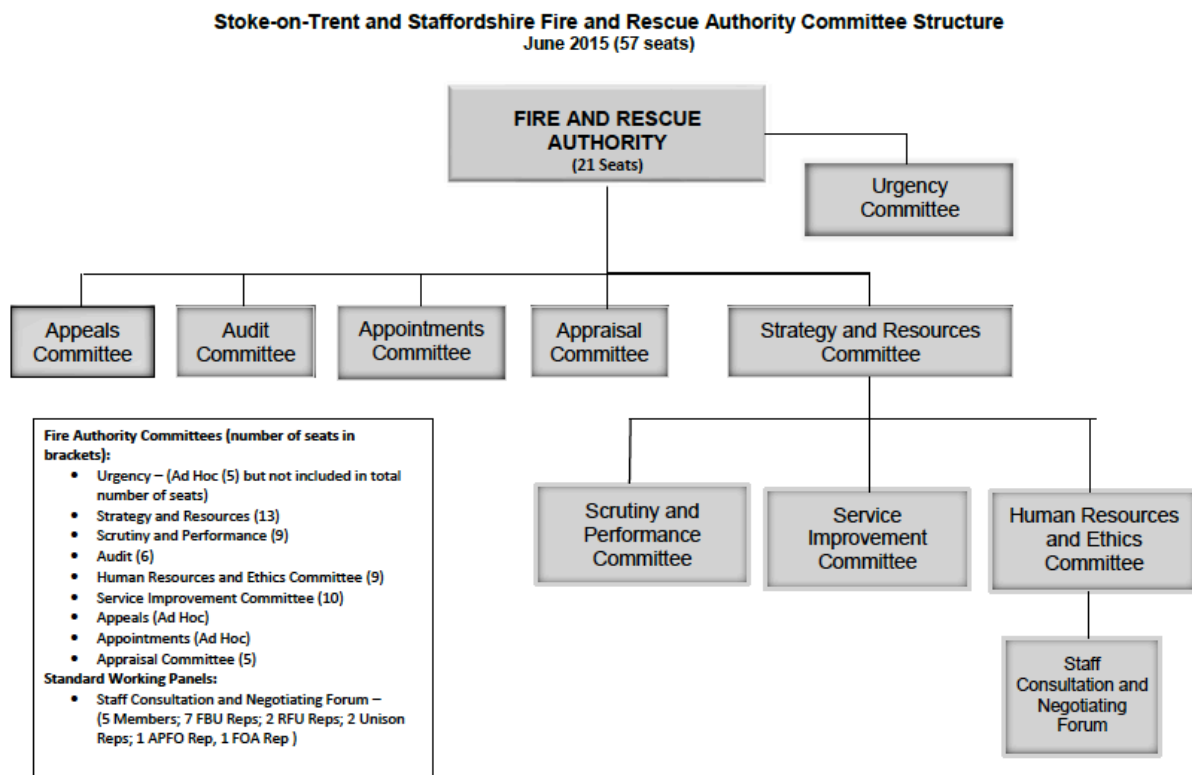 Stoke-on-Trent and Staffordshire Fire and Rescue Authority Committee Structure
June 2015 (57 seats)
FIRE AND RESCUE
AUTHORITY
(21 Seats)
Urgency
Committee
Appeals
Committee
Audit
Committee
Appointments
Committee
Appraisal
Committee
Strategy and Resources
Committee
Fire Authority Committees (number of seats in
brackets):
• Urgency – (Ad Hoc (5) but not included in total
number of seats)
• Strategy and Resources (13)
• Scrutiny and Performance (9)
• Audit (6)
• Human Resources and Ethics Committee (9)
• Service Improvement Committee (10)
• Appeals (Ad Hoc)
• Appointments (Ad Hoc)
• Appraisal Committee (5)
Standard Working Panels:
• Staff Consultation and Negotiating Forum –
(5 Members; 7 FBU Reps; 2 RFU Reps; 2 Unison
Reps; 1 APFO Rep, 1 FOA Rep )
Scrutiny and
Performance
Committee
Service
Improvement
Committee
Human Resources
and Ethics
Committee
Staff
Consultation and
Negotiating
Forum